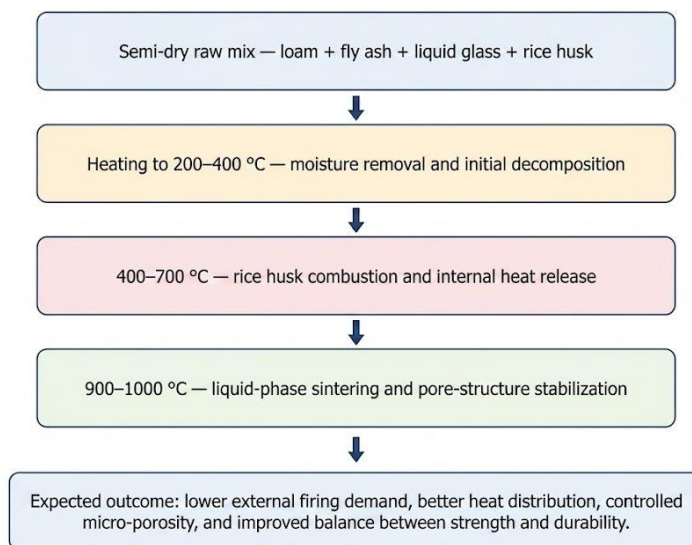 Semi-dry raw mix — loam + fly ash + liquid glass + rice husk
Heating to 200–400 °C — moisture removal and initial decomposition
400–700 °C — rice husk combustion and internal heat release
900–1000 °C — liquid-phase sintering and pore-structure stabilization
Expected outcome: lower external firing demand, better heat distribution, controlled
micro-porosity, and improved balance between strength and durability.